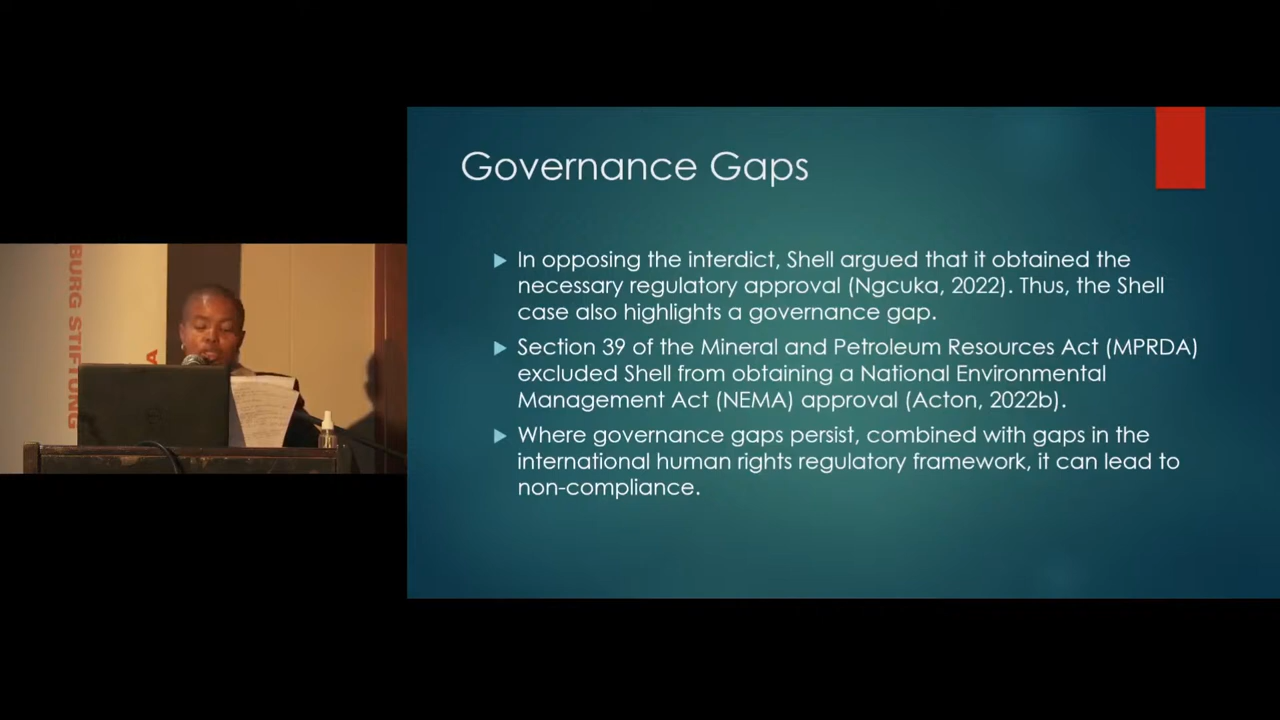 Governance Gaps
In opposing the interdict, Shell argued that it obtained the
necessary regulatory approval (Ngcuka, 2022). Thus, the Shell
case also highlights a governance gap.
Section 39 of the Mineral and Petroleum Resources Act (MPRDA)
excluded Shell from obtaining a National Environmental
Management Act (NEMA) approval (Acton, 2022b).
Where governance gaps persist, combined with gaps in the
international human rights regulatory framework, it can lead to
non-compliance.
BURG STIFTUNG
A